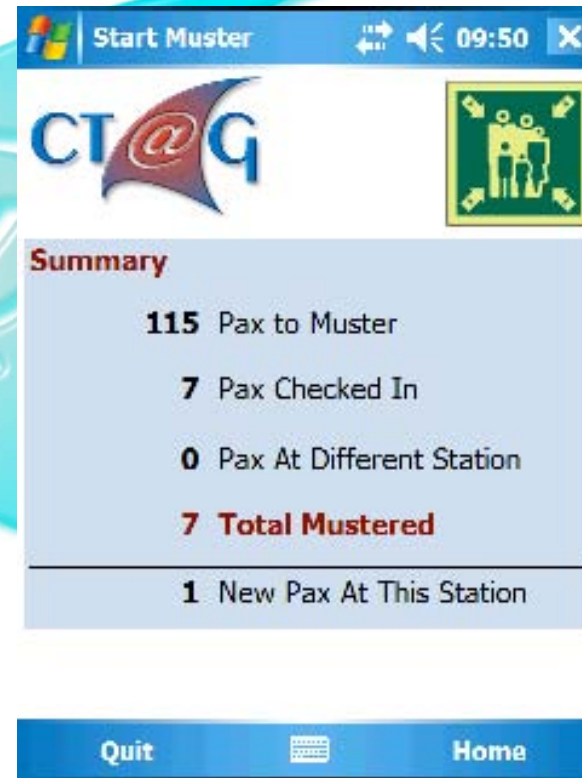 Start Muster 09:50
CT@G
Summary
115 Pax to Muster
7 Pax Checked In
0 Pax At Different Station
7 Total Mustered
1 New Pax At This Station
Quit Home